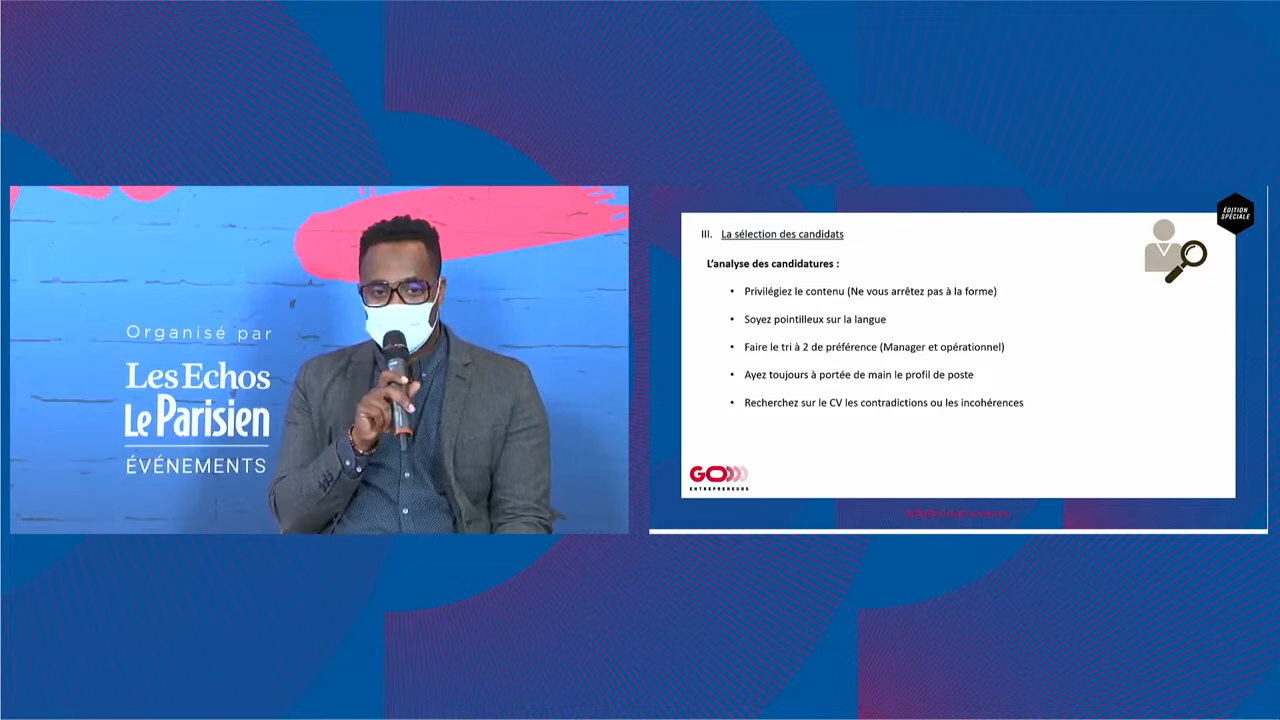 Organisé par
Les Echos
Le Parisien
ÉVÉNEMENTS
ÉDITION
SPÉCIALE
III. La sélection des candidats
L'analyse des candidatures :
• Privilégiez le contenu (Ne vous arrêtez pas à la forme)
• Soyez pointilleux sur la langue
• Faire le tri à 2 de préférence (Manager et opérationnel)
• Ayez toujours à portée de main le profil de poste
• Recherchez sur le CV les contradictions ou les incohérences
GO
ENTREPRENEURS